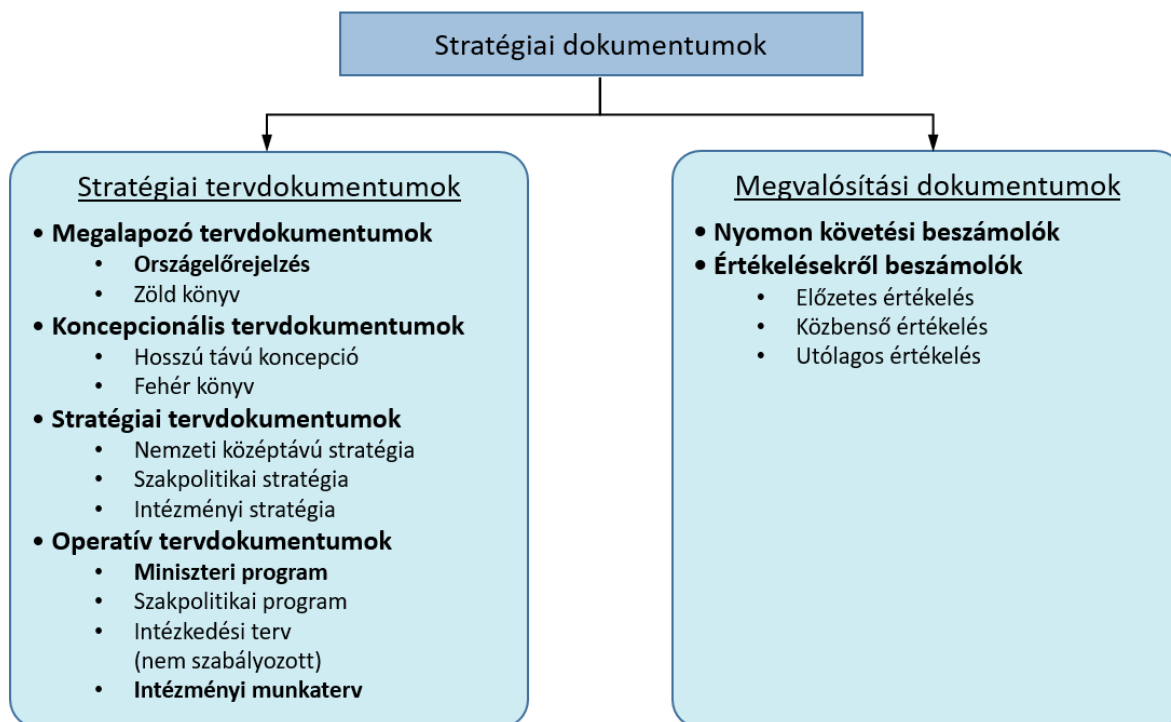 Stratégiai dokumentumok
Stratégiai tervdokumentumok
• Megalapozó tervdokumentumok
• Országelőrejelzés
• Zöld könyv
• Koncepcionális tervdokumentumok
• Hosszú távú koncepció
• Fehér könyv
• Stratégiai tervdokumentumok
• Nemzeti középtávú stratégia
• Szakpolitikai stratégia
• Intézményi stratégia
• Operatív tervdokumentumok
• Miniszteri program
• Szakpolitikai program
• Intézkedési terv
(nem szabályozott)
• Intézményi munkaterv
Megvalósítási dokumentumok
• Nyomon követési beszámolók
• Értékelésekről beszámolók
• Előzetes értékelés
• Közbenső értékelés
• Utólagos értékelés